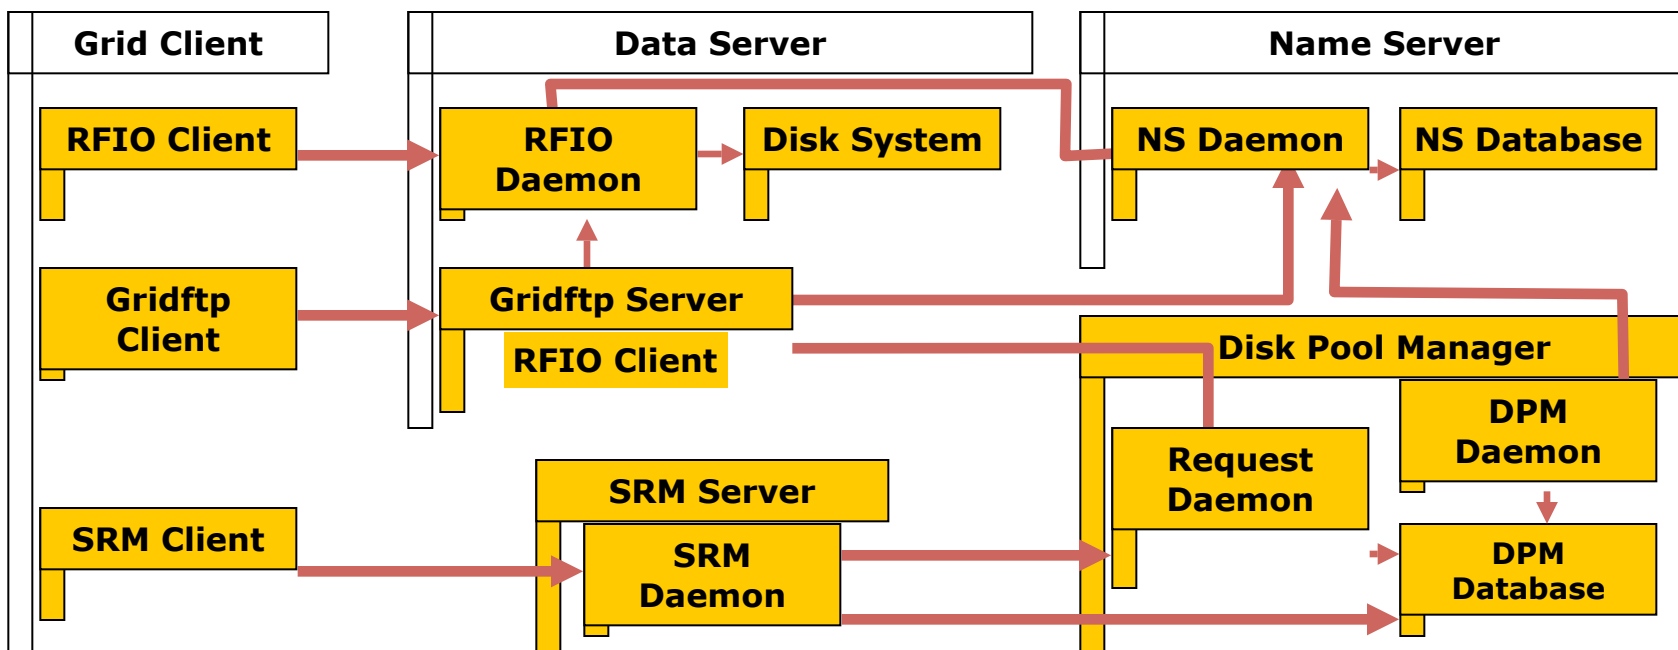 Grid Client
Data Server
Name Server
RFIO Client
RFIO
Daemon
Disk System
NS Daemon
NS Database
Gridftp
Client
Gridftp Server
RFIO Client
Disk Pool Manager
DPM
Daemon
Request
Daemon
SRM Server
SRM Client
SRM
Daemon
DPM
Database